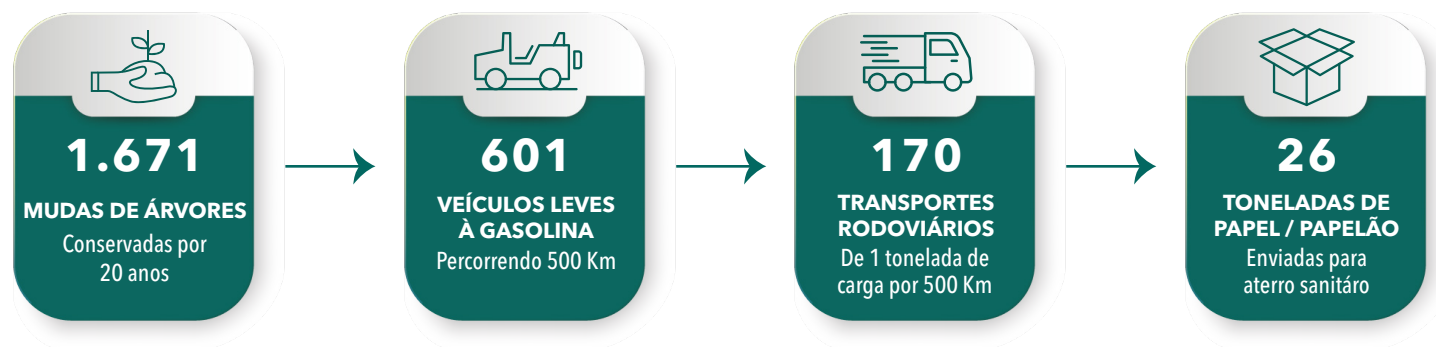 1.671
MUDAS DE ÁRVORES
Conservadas por
20 anos
601
VEÍCULOS LEVES
À GASOLINA
Percorrendo 500 Km
170
TRANSPORTES
RODOVIÁRIOS
De 1 tonelada de
carga por 500 Km
26
TONELADAS DE
PAPEL / PAPELÃO
Enviadas para
aterro sanitáro